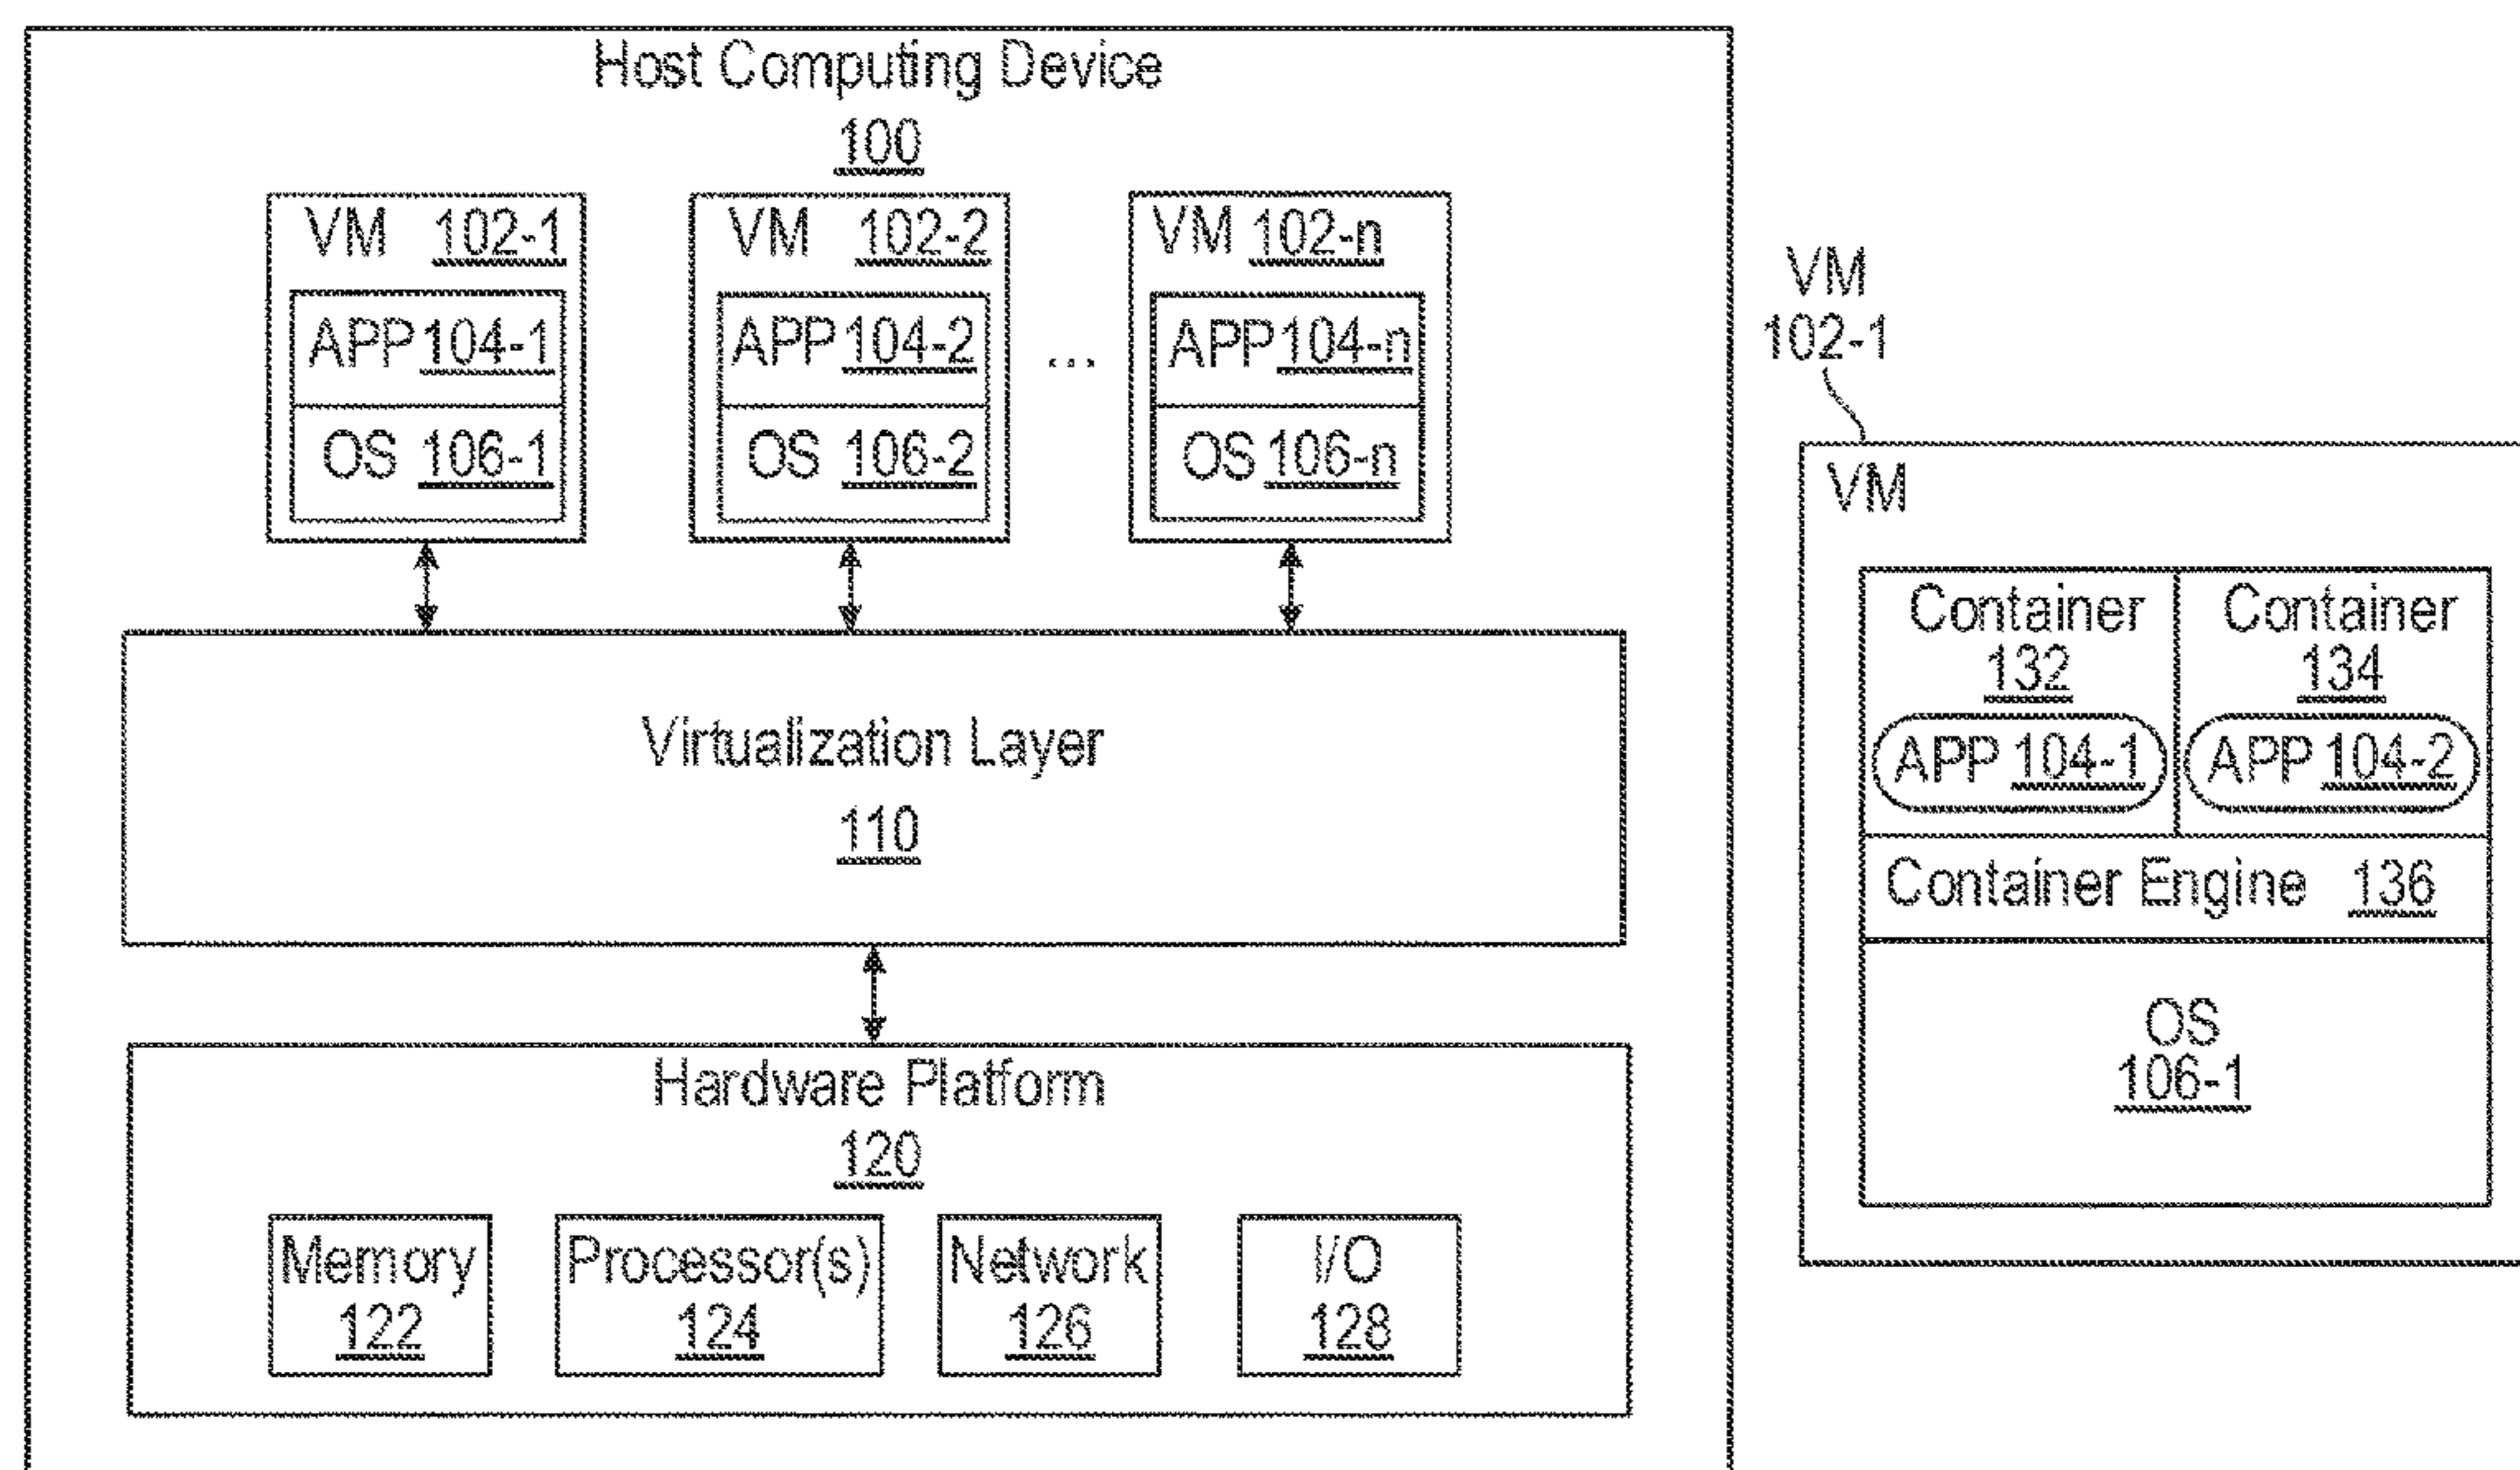 Host Computing Device
100
VM 102-1
APP 104-1
OS 106-1
VM 102-2
APP 104-2
OS 106-2
...
VM 102-n
APP 104-n
OS 106-n
Virtualization Layer
110
Hardware Platform
120
Memory
122
Processor(s)
124
Network
126
I/O
128
VM
102-1
VM
Container
132
APP 104-1
Container
134
APP 104-2
Container Engine 136
OS
106-1